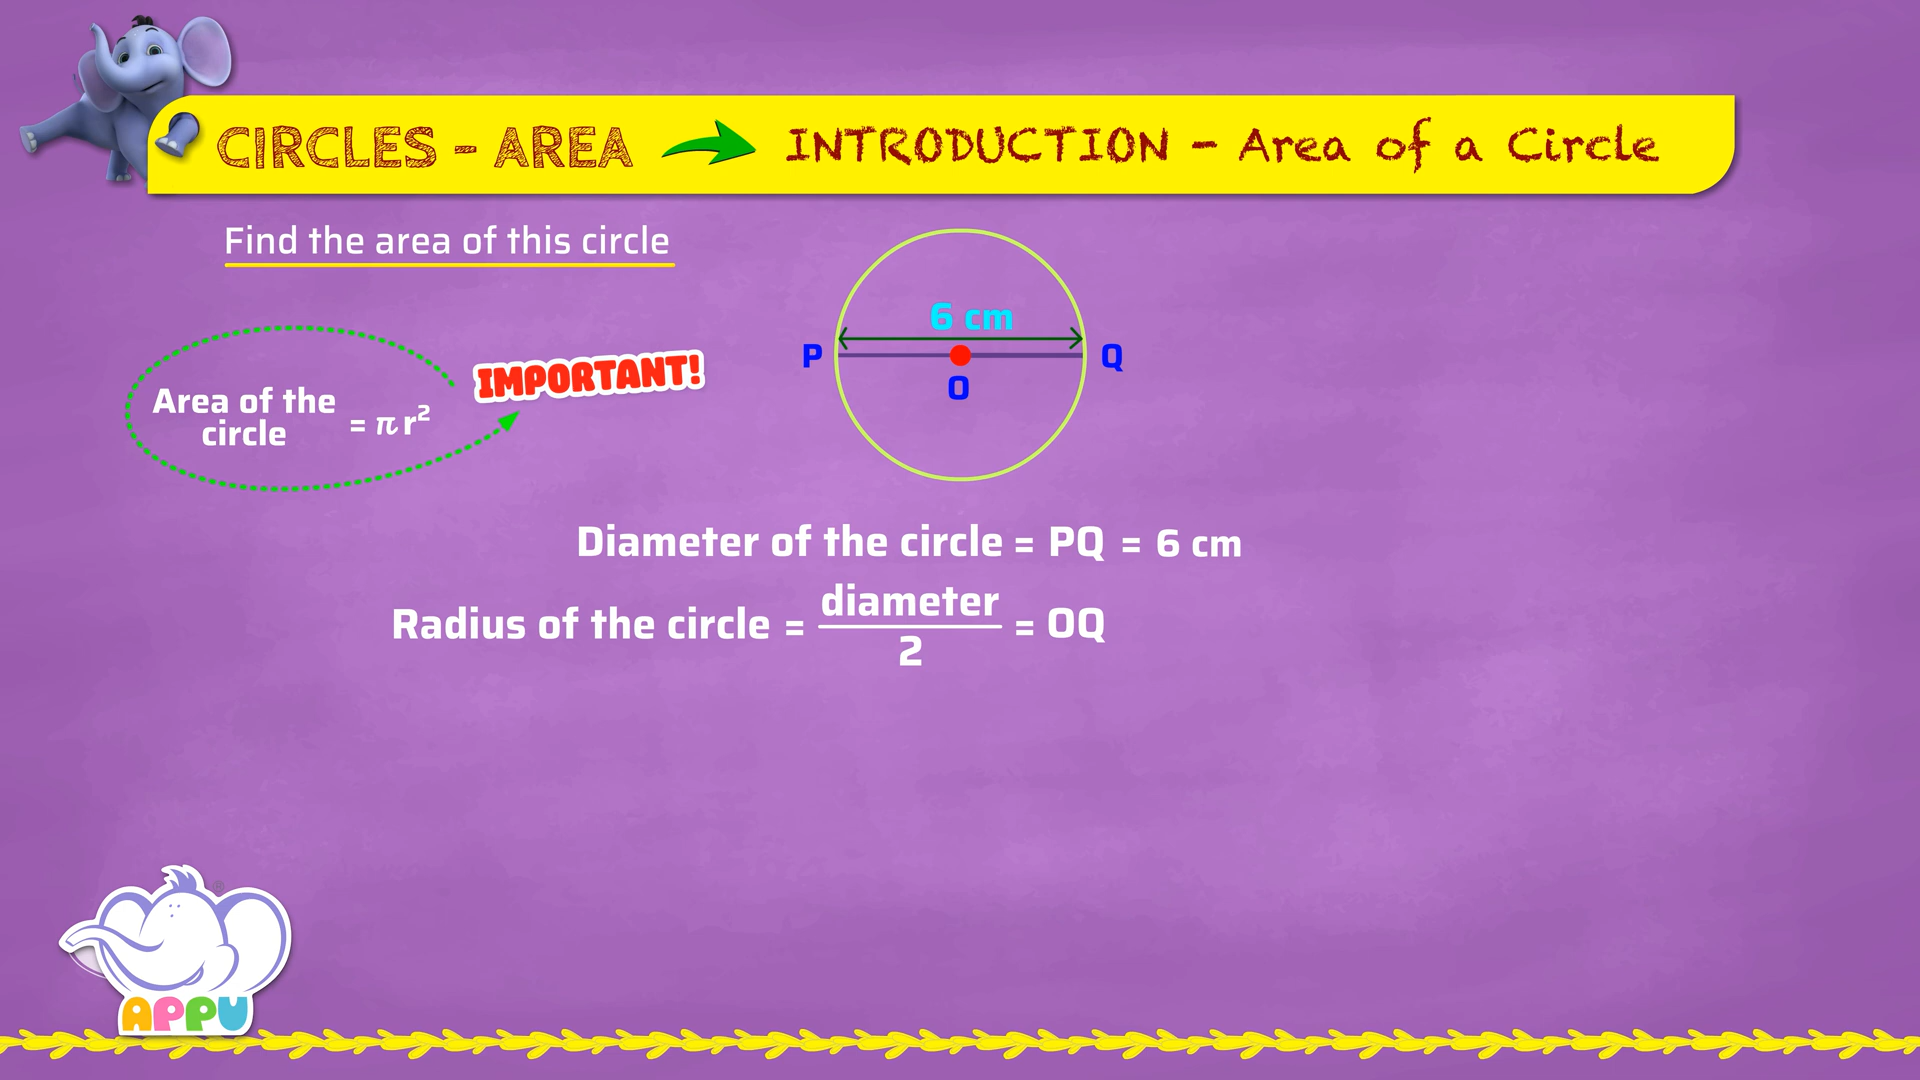 CIRCLES - AREA INTRODUCTION - Area of a Circle
Find the area of this circle
6 cm
P Q
O
IMPORTANT!
Area of the circle = π r²
Diameter of the circle = PQ = 6 cm
Radius of the circle = diameter / 2 = OQ
APPU
®